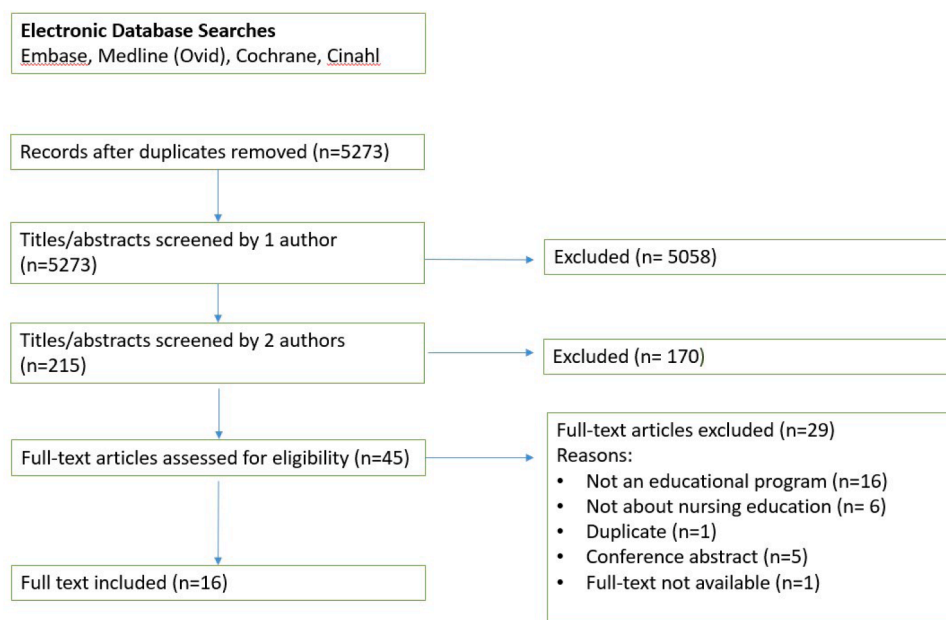 Electronic Database Searches
Embase, Medline (Ovid), Cochrane, Cinahl
Records after duplicates removed (n=5273)
Titles/abstracts screened by 1 author
(n=5273)
Excluded (n= 5058)
Titles/abstracts screened by 2 authors
(n=215)
Excluded (n= 170)
Full-text articles assessed for eligibility (n=45)
Full-text articles excluded (n=29)
Reasons:
• Not an educational program (n=16)
• Not about nursing education (n= 6)
• Duplicate (n=1)
• Conference abstract (n=5)
• Full-text not available (n=1)
Full text included (n=16)